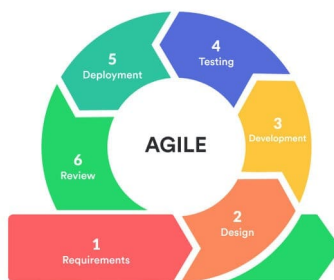 5
Deployment
4
Testing
3
Development
AGILE
6
Review
2
Design
1
Requirements